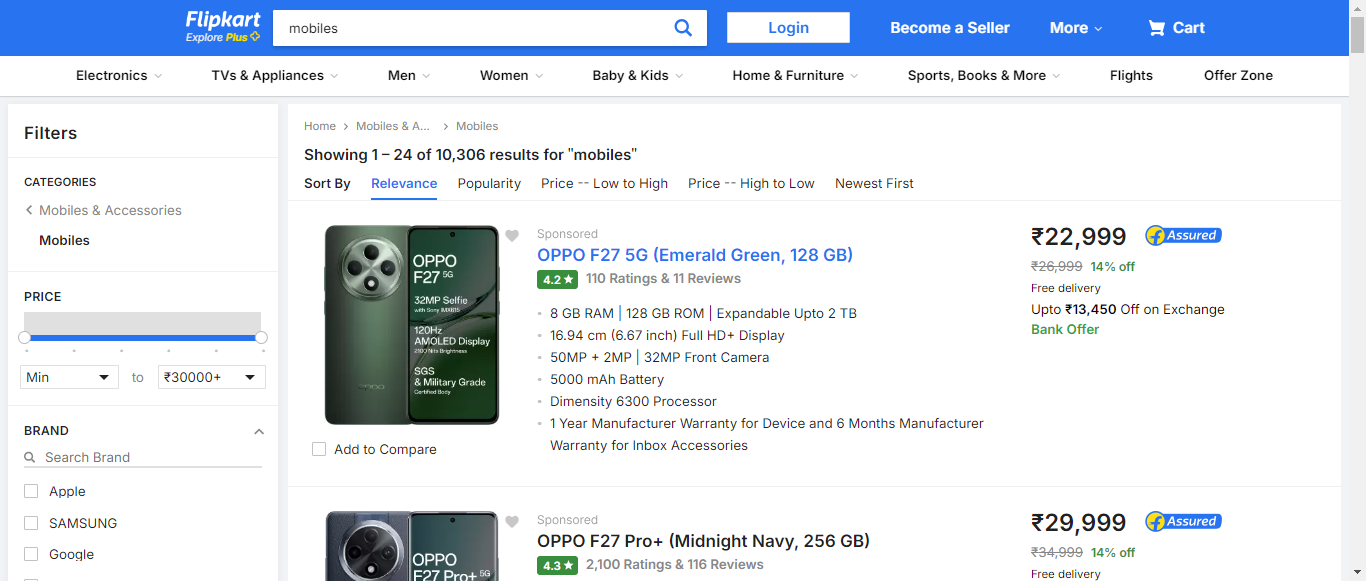 Flipkart
Explore Plus
mobiles
Login
Become a Seller
More
Cart
Electronics
TVs & Appliances
Men
Women
Baby & Kids
Home & Furniture
Sports, Books & More
Flights
Offer Zone
Filters
CATEGORIES
Mobiles & Accessories
Mobiles
PRICE
Min
to
₹30000+
BRAND
Search Brand
Apple
SAMSUNG
Google
Home
Mobiles & A...
Mobiles
Showing 1 – 24 of 10,306 results for "mobiles"
Sort By
Relevance
Popularity
Price -- Low to High
Price -- High to Low
Newest First
OPPO
F27 5G
32MP Selfie
with Sony IMX615
120Hz
AMOLED Display
2100 Nits Brightness
SGS
& Military Grade
Certified Body
oppo
Add to Compare
Sponsored
OPPO F27 5G (Emerald Green, 128 GB)
4.2★
110 Ratings & 11 Reviews
8 GB RAM | 128 GB ROM | Expandable Upto 2 TB
16.94 cm (6.67 inch) Full HD+ Display
50MP + 2MP | 32MP Front Camera
5000 mAh Battery
Dimensity 6300 Processor
1 Year Manufacturer Warranty for Device and 6 Months Manufacturer
Warranty for Inbox Accessories
₹22,999
Assured
₹26,999 14% off
Free delivery
Upto ₹13,450 Off on Exchange
Bank Offer
OPPO
F27 Pro+ 5G
Sponsored
OPPO F27 Pro+ (Midnight Navy, 256 GB)
4.3★
2,100 Ratings & 116 Reviews
₹29,999
Assured
₹34,999 14% off
Free delivery